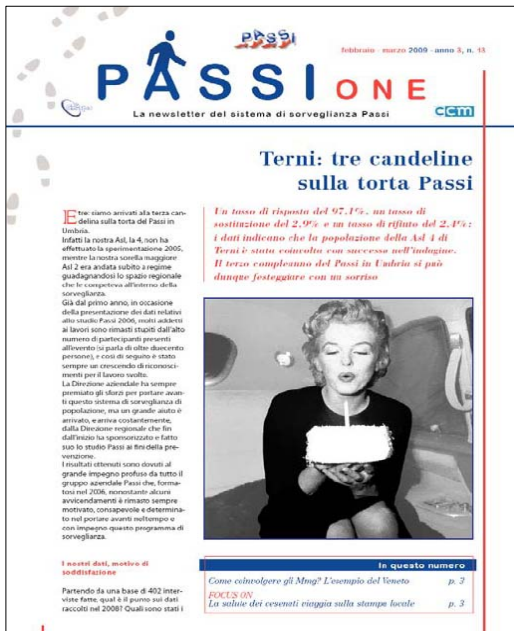 PASSI
febbraio - marzo 2009 - anno 3, n. 13
PASSI ONE
La newsletter del sistema di sorveglianza Passi
ccm
Terni: tre candeline
sulla torta Passi
Un tasso di risposta del 97,1%, un tasso di
sostituzione del 2,9% e un tasso di rifiuto del 2,4%:
i dati indicano che la popolazione della Asl 4 di
Terni è stata coinvolta con successo nell'indagine.
Il terzo compleanno del Passi in Umbria si può
dunque festeggiare con un sorriso
E tre: siamo arrivati alla terza can-
delina sulla torta del Passi in
Umbria.
Infatti la nostra Asl, la 4, non ha
effettuato la sperimentazione 2005,
mentre la nostra sorella maggiore
Asl 2 era andata subito a regime
guadagnandosi lo spazio regionale
che le competeva all'interno della
sorveglianza.
Già dal primo anno, in occasione
della presentazione dei dati relativi
allo studio Passi 2006, molti addetti
ai lavori sono rimasti stupiti dall'alto
numero di partecipanti presenti
all'evento (si parla di oltre duecento
persone), e così di seguito è stato
sempre un crescendo di riconosci-
menti per il lavoro svolto.
La Direzione aziendale ha sempre
premiato gli sforzi per portare avan-
ti questo sistema di sorveglianza di
popolazione, ma un grande aiuto è
arrivato, e arriva costantemente,
dalla Direzione regionale che fin
dall'inizio ha sponsorizzato e fatto
suo lo studio Passi ai fini della pre-
venzione.
I risultati ottenuti sono dovuti al
grande impegno profuso da tutto il
gruppo aziendale Passi che, forma-
tosi nel 2006, nonostante alcuni
avvicendamenti è rimasto sempre
motivato, consapevole e determina-
to nel portare avanti nel tempo e
con impegno questo programma di
sorveglianza.
I nostri dati, motivo di
soddisfazione
Partendo da una base di 402 inter-
viste fatte, qual è il punto sui dati
raccolti nel 2008? Quali sono stati i
In questo numero
Come coinvolgere gli Mmg? L'esempio del Veneto p. 3
FOCUS ON
La salute dei cesenati viaggia sulla stampa locale p. 3